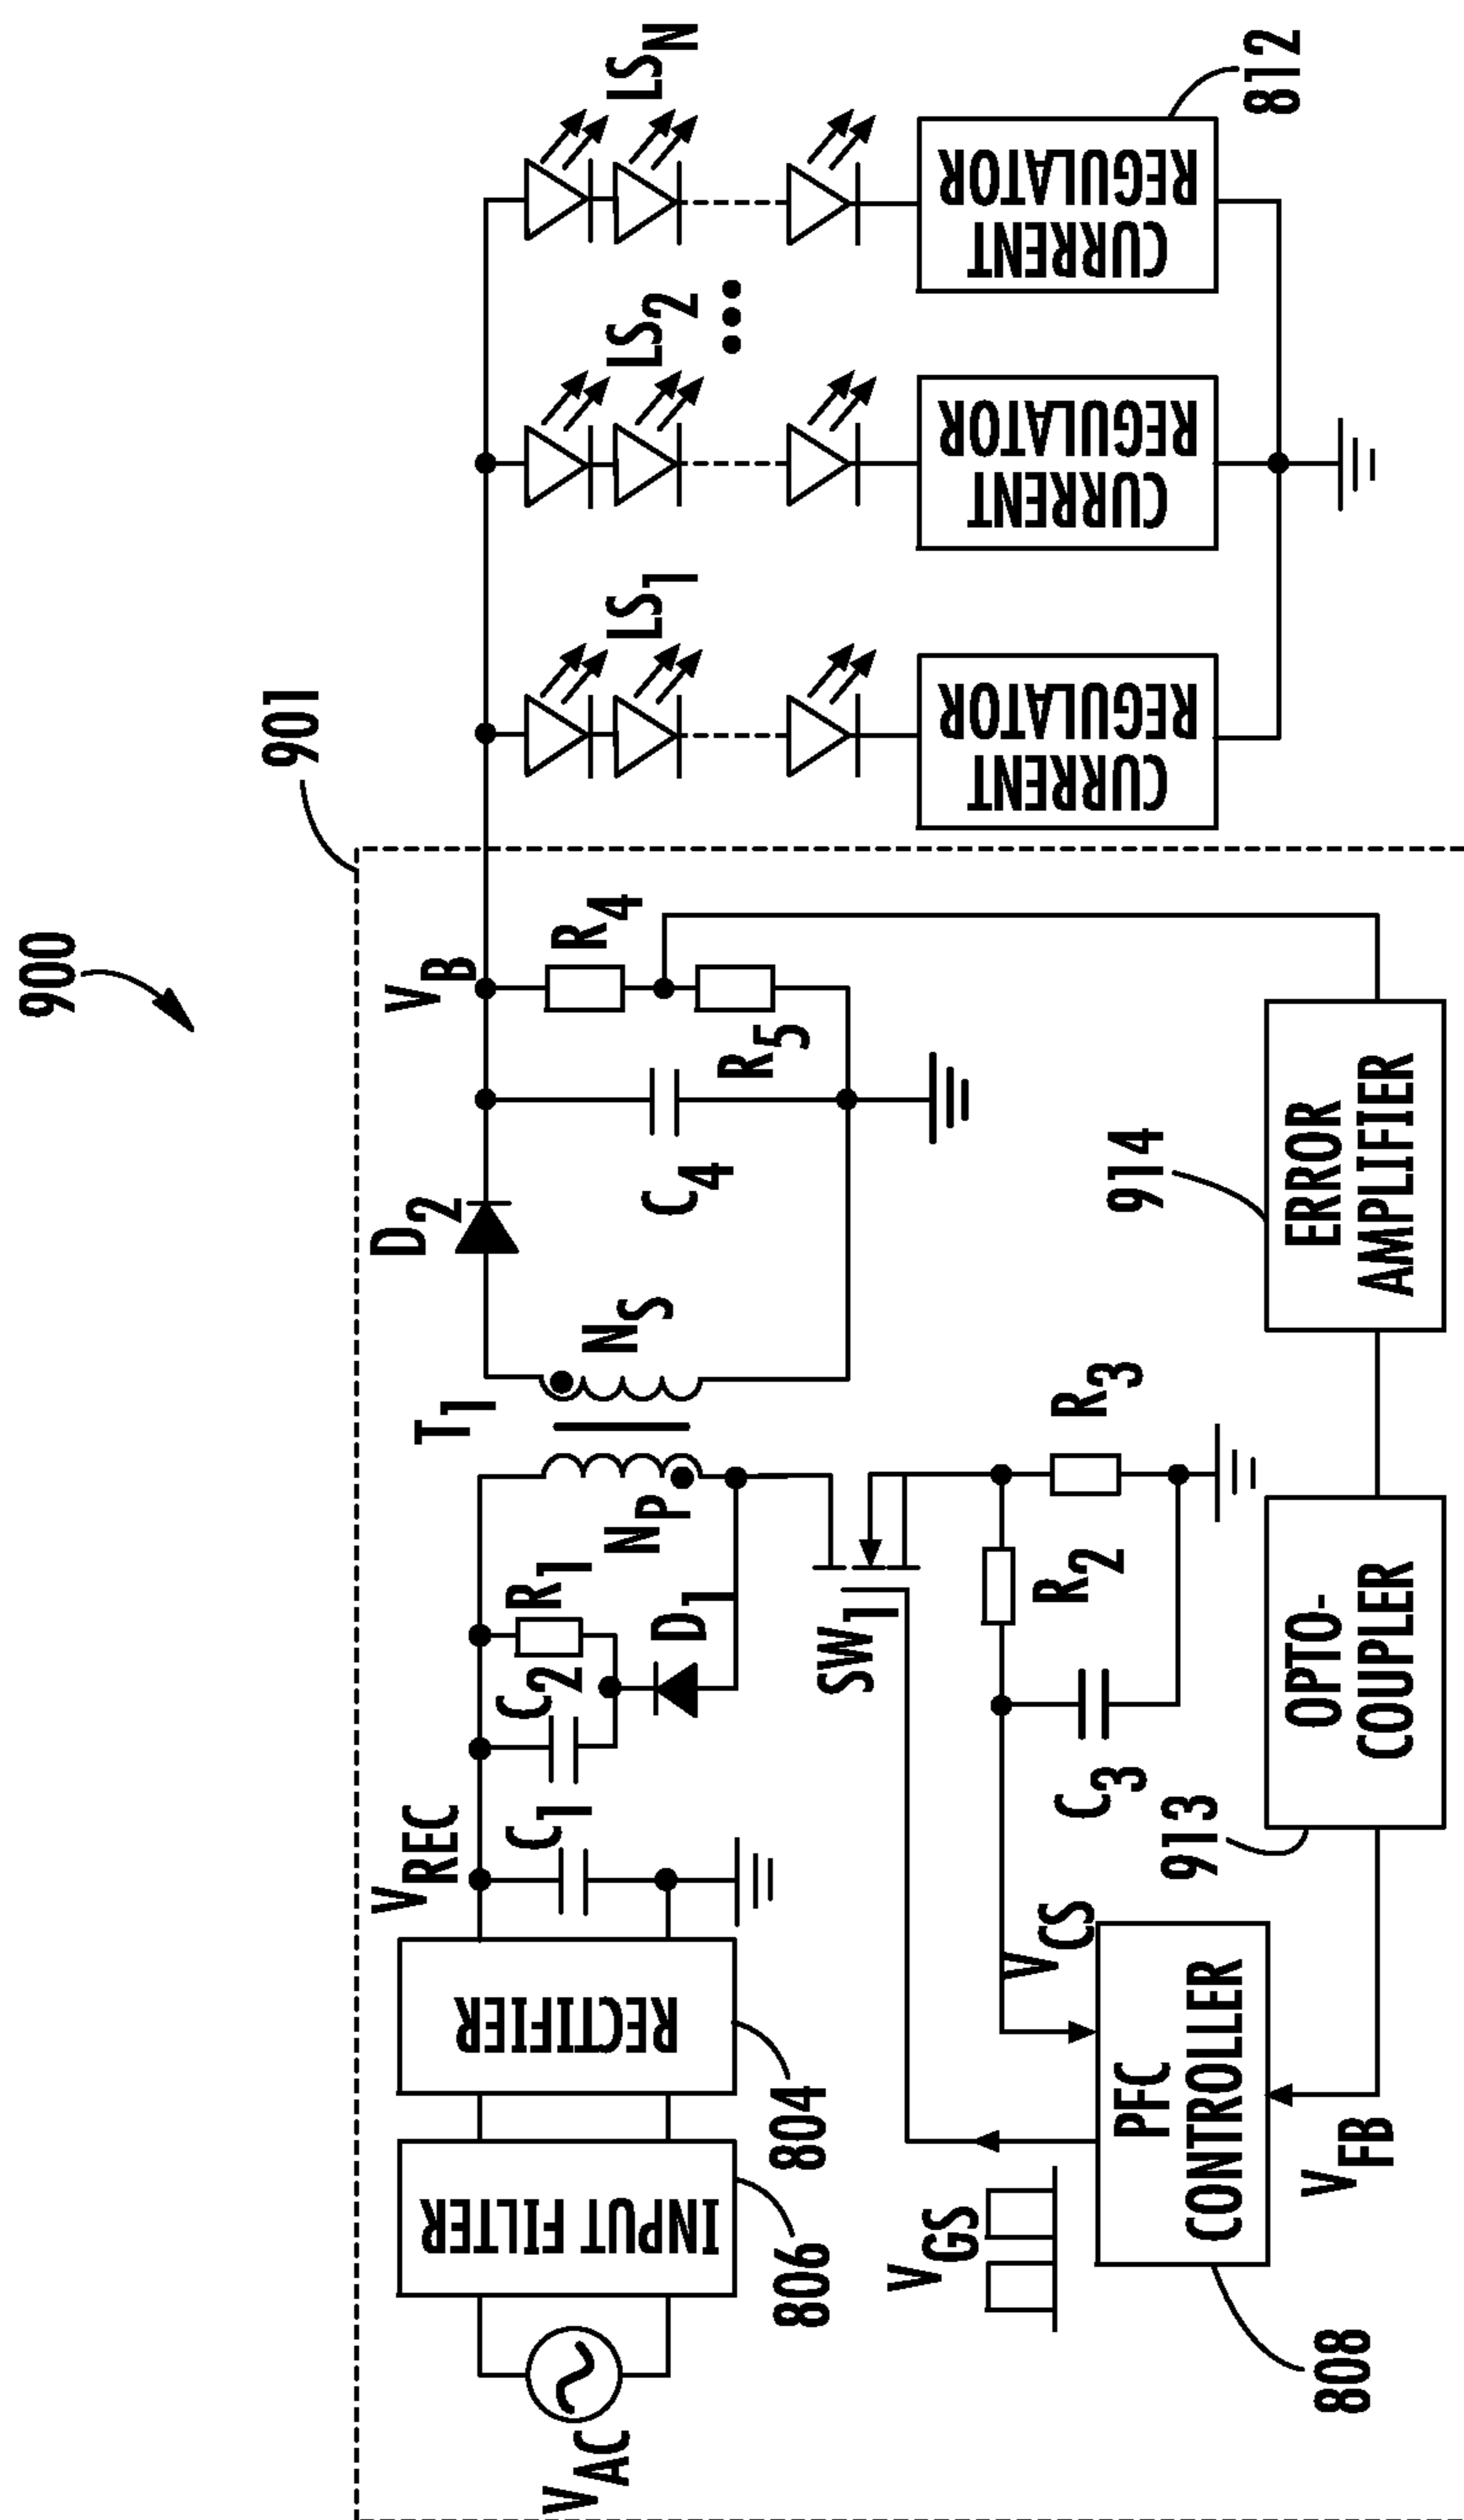 900
901
V_AC
INPUT FILTER
806
RECTIFIER
804
V_REC
C_1
C_2
R_1
D_1
N_P
T_1
N_S
D_2
C_4
V_B
R_4
R_5
SW_1
R_2
R_3
C_3
V_CS
V_GS
PFC
CONTROLLER
808
V_FB
OPTO-
COUPLER
913
ERROR
AMPLIFIER
914
LS_1
LS_2
LS_N
CURRENT
REGULATOR
CURRENT
REGULATOR
CURRENT
REGULATOR
812